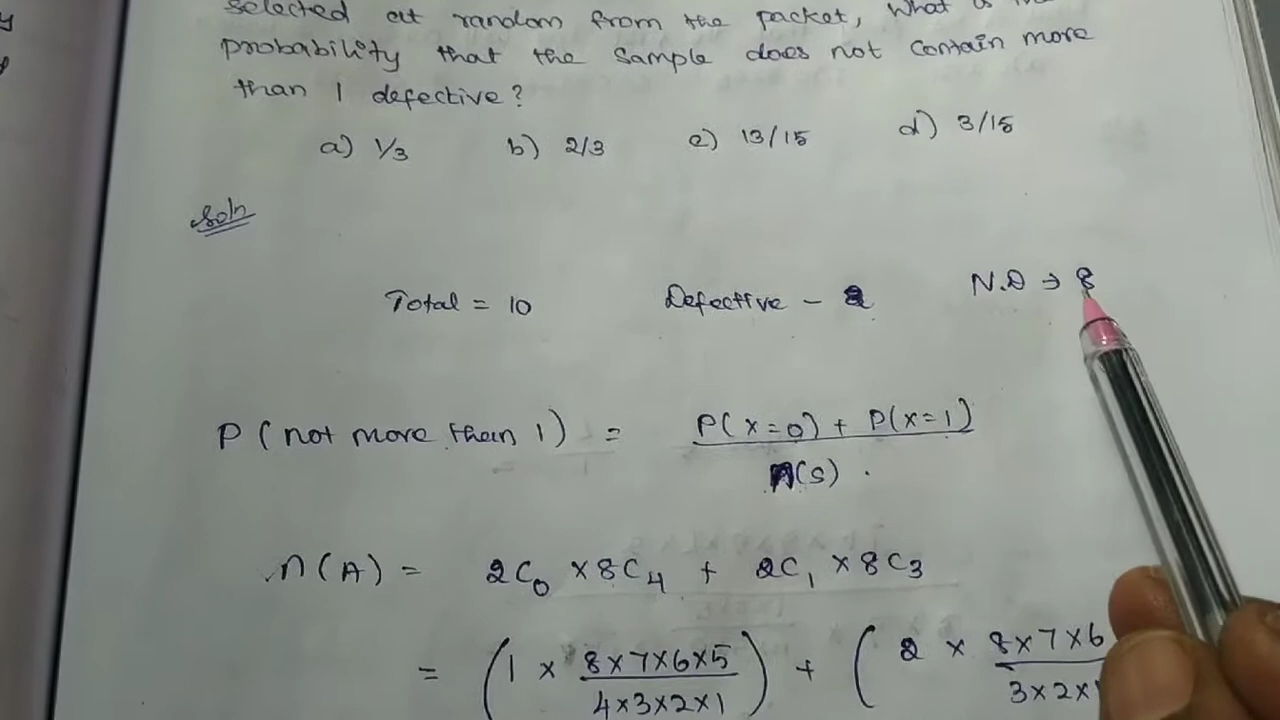 selected at random from the packet, What is
probability that the sample does not contain more
than 1 defective?
a) 1/3 b) 2/3 c) 13/15 d) 3/15
Soln
Total = 10 Defective - 2 N.D → 8
P ( not more than 1) = P(x=0) + P(x=1)
n(S) .
n(A) = 2C₀ × 8C₄ + 2C₁ × 8C₃
= (1 × 8×7×6×5 / 4×3×2×1) + (2 × 8×7×6 / 3×2×